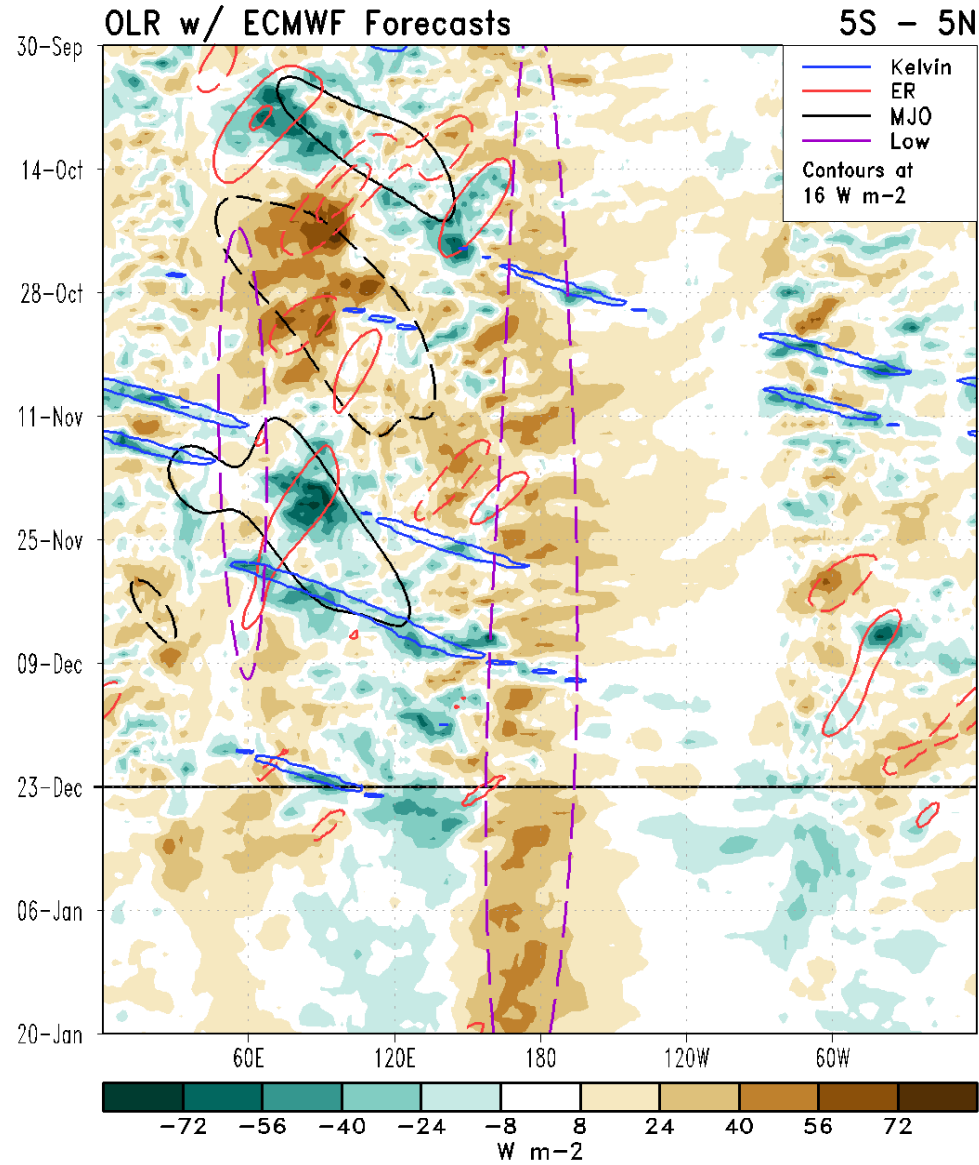 OLR w/ ECMWF Forecasts 5S - 5N
30-Sep
14-Oct
28-Oct
11-Nov
25-Nov
09-Dec
23-Dec
06-Jan
20-Jan
Kelvin
ER
MJO
Low
Contours at
16 W m-2
60E 120E 180 120W 60W
-72 -56 -40 -24 -8 8 24 40 56 72
W m-2